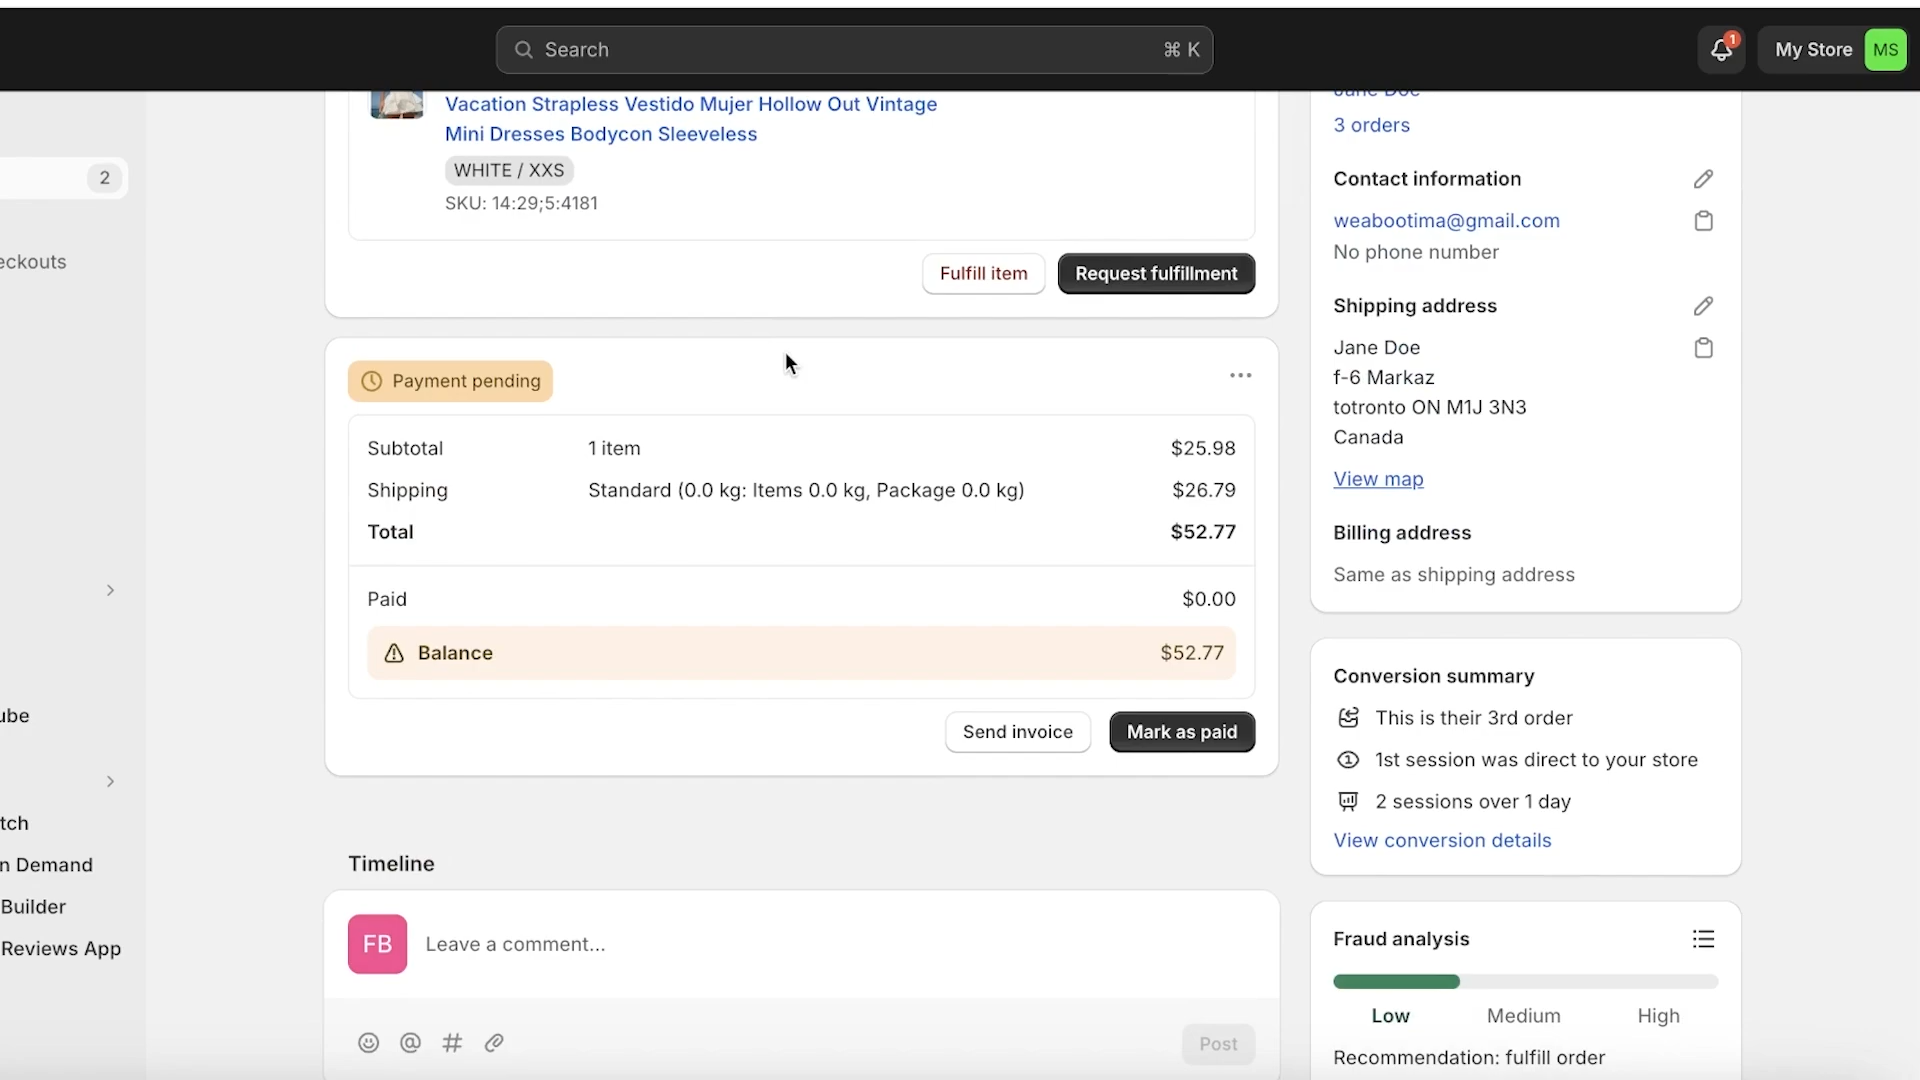 Search
⌘ K
1
My Store
MS
2
eckouts
ube
tch
n Demand
Builder
Reviews App
Vacation Strapless Vestido Mujer Hollow Out Vintage
Mini Dresses Bodycon Sleeveless
WHITE / XXS
SKU: 14:29;5:4181
Fulfill item
Request fulfillment
Payment pending
Subtotal 1 item $25.98
Shipping Standard (0.0 kg: Items 0.0 kg, Package 0.0 kg) $26.79
Total $52.77
Paid $0.00
Balance $52.77
Send invoice
Mark as paid
Timeline
FB
Leave a comment...
Post
Jane Doe
3 orders
Contact information
weabootima@gmail.com
No phone number
Shipping address
Jane Doe
f-6 Markaz
totronto ON M1J 3N3
Canada
View map
Billing address
Same as shipping address
Conversion summary
This is their 3rd order
1st session was direct to your store
2 sessions over 1 day
View conversion details
Fraud analysis
Low Medium High
Recommendation: fulfill order